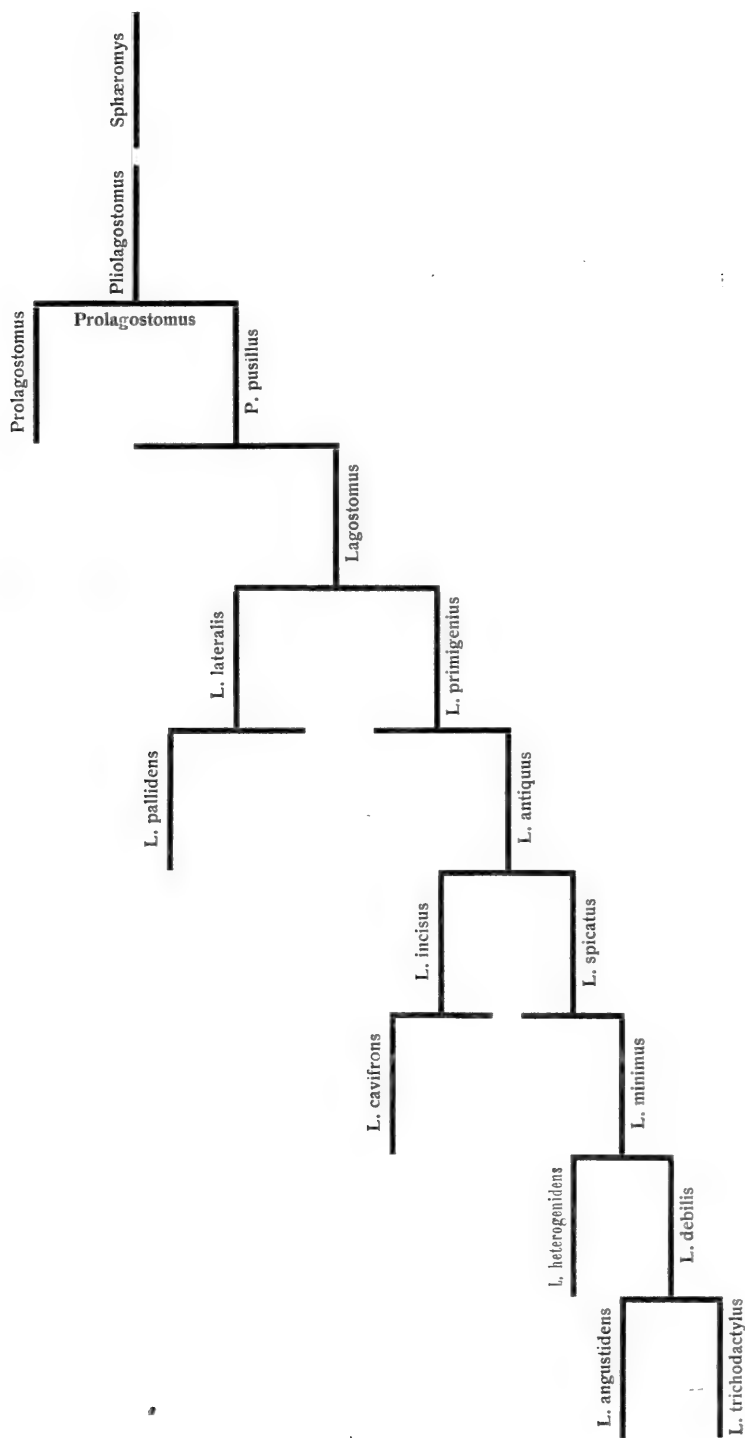 Sphæromys
Pliolagostomus
Prolagostomus
Prolagostomus
P. pusillus
Lagostomus
L. lateralis
L. primigenius
L. pallidens
L. antiquus
L. incisus
L. spicatus
L. cavifrons
L. minimus
L. heterogenidens
L. debilis
L. angustidens
L. trichodactylus